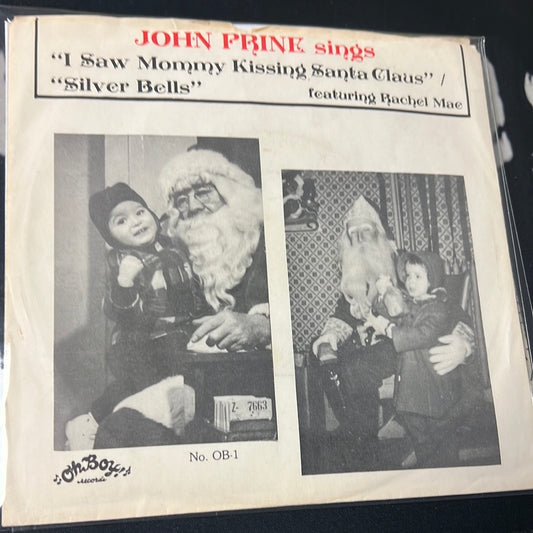 JOHN PRINE sings
“I Saw Mommy Kissing Santa Claus” /
“Silver Bells”
featuring Rachel Mae
Z- 7663
No. OB-1
Oh Boy
records